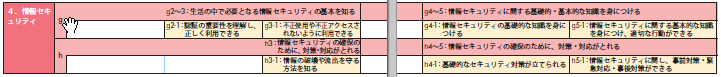 4. 情報セキュリティ
g
g2～3：生活の中で必要となる情報セキュリティの基本を知る
g2-1：認証の重要性を理解し、正しく利用できる
g3-1：不正使用や不正アクセスされないように利用できる
h
h3：情報セキュリティの確保のために、対策・対応がとれる
h3-1：情報の破壊や流出を守る方法を知る
g4～5：情報セキュリティに関する基礎的・基本的な知識を身につける
g4-1：情報セキュリティの基礎的な知識を身につける
g5-1：情報セキュリティに関する基本的な知識を身につけ、適切な行動ができる
h4～5：情報セキュリティの確保のために、対策・対応がとれる
h4-1：基礎的なセキュリティ対策が立てられる
h5-1：情報セキュリティに関し、事前対策・緊急対応・事後対策ができる